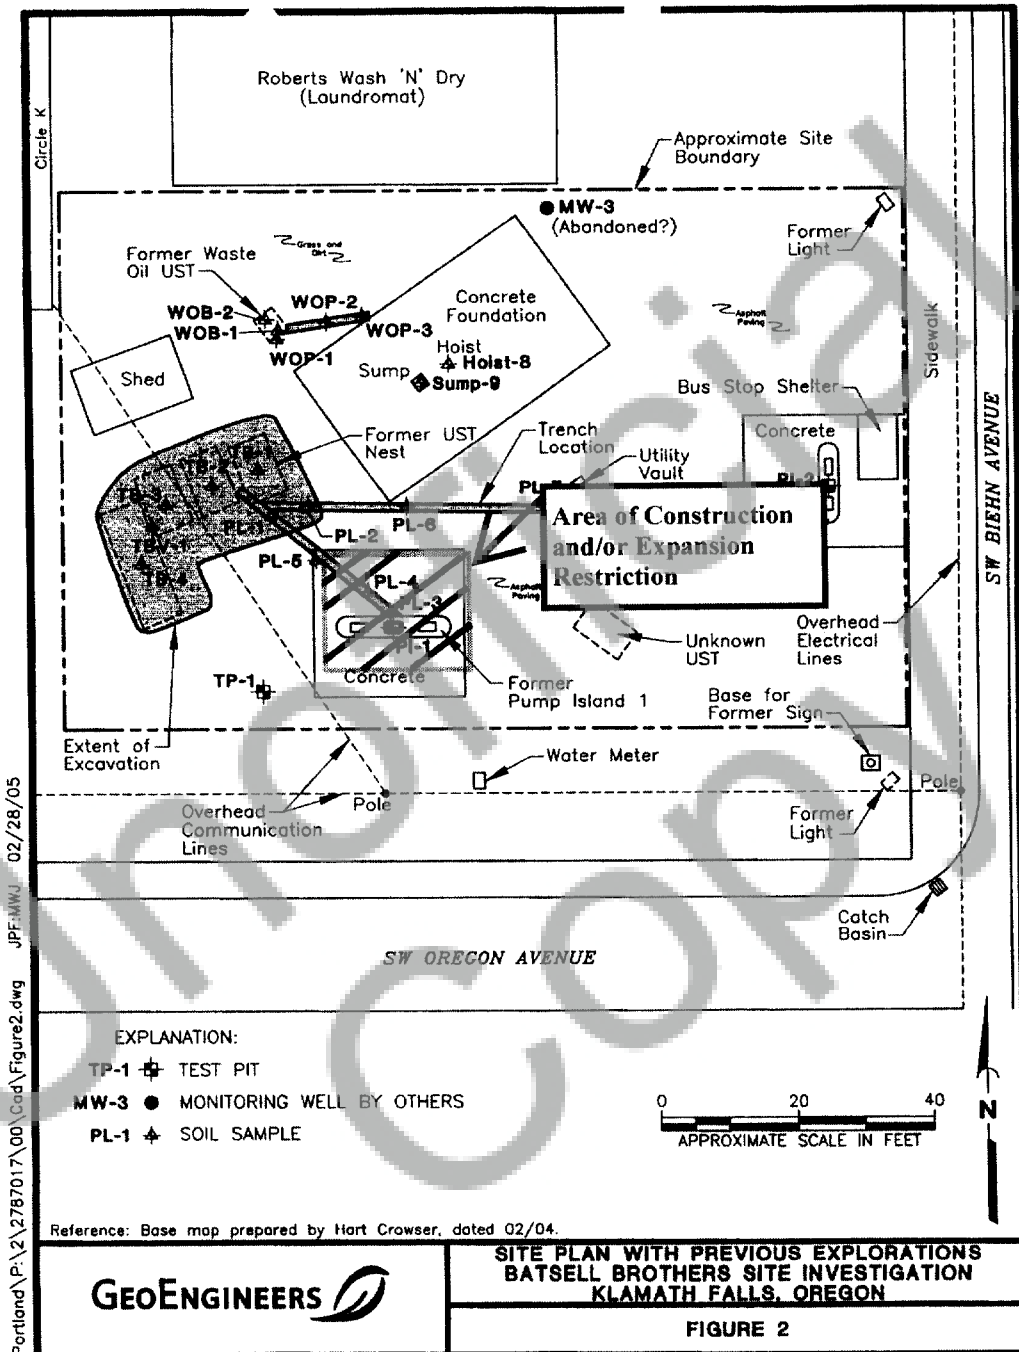 Roberts Wash 'N' Dry
(Laundromat)
Circle K
Approximate Site
Boundary
MW-3
(Abandoned?)
Former
Light
Former Waste
Oil UST
Grass and
Dirt
WOB-2
WOP-2
WOB-1
WOP-3
WOP-1
Concrete
Foundation
Asphalt
Paving
Sidewalk
Hoist
Hoist-8
Sump
Sump-9
Shed
Bus Stop Shelter
Former UST
Nest
Trench
Location
Utility
Vault
Concrete
SW BIEHN AVENUE
TB-3
TB-4
PL-6
PL-2
PL-5
PL-4
PL-3
PL-1
Area of Construction
and/or Expansion
Restriction
Asphalt
Paving
Unknown
UST
Overhead
Electrical
Lines
TP-1
Concrete
Former
Pump Island 1
Base for
Former Sign
Extent of
Excavation
Water Meter
Pole
Pole
Overhead
Communication
Lines
Former
Light
Catch
Basin
SW OREGON AVENUE
EXPLANATION:
TP-1 TEST PIT
MW-3 MONITORING WELL BY OTHERS
PL-1 SOIL SAMPLE
0 20 40
APPROXIMATE SCALE IN FEET
N
Reference: Base map prepared by Hart Crowser, dated 02/04.
GEOENGINEERS
SITE PLAN WITH PREVIOUS EXPLORATIONS
BATSELL BROTHERS SITE INVESTIGATION
KLAMATH FALLS, OREGON
FIGURE 2
Portland\P:\2\2787017\00\Cad\Figure2.dwg JPF:MWJ 02/28/05
Unofficial
Copy